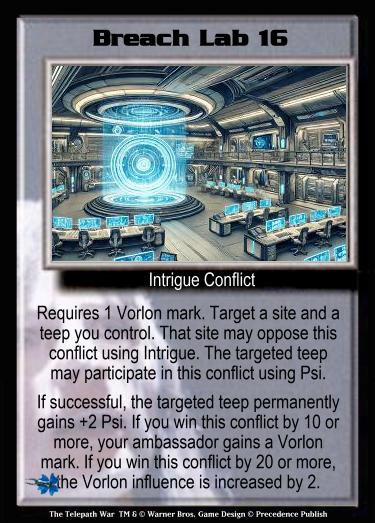 Breach Lab 16
Intrigue Conflict
Requires 1 Vorlon mark. Target a site and a
teep you control. That site may oppose this
conflict using Intrigue. The targeted teep
may participate in this conflict using Psi.
If successful, the targeted teep permanently
gains +2 Psi. If you win this conflict by 10 or
more, your ambassador gains a Vorlon
mark. If you win this conflict by 20 or more,
the Vorlon influence is increased by 2.
The Telepath War TM & © Warner Bros. Game Design © Precedence Publish